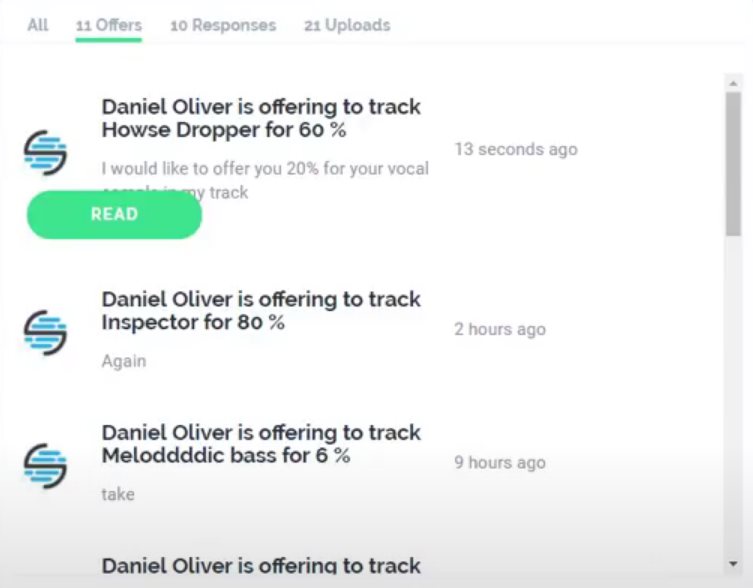 All 11 Offers 10 Responses 21 Uploads
Daniel Oliver is offering to track
Howse Dropper for 60 %
13 seconds ago
I would like to offer you 20% for your vocal
my track
READ
Daniel Oliver is offering to track
Inspector for 80 %
2 hours ago
Again
Daniel Oliver is offering to track
Meloddddic bass for 6 %
9 hours ago
take
Daniel Oliver is offering to track